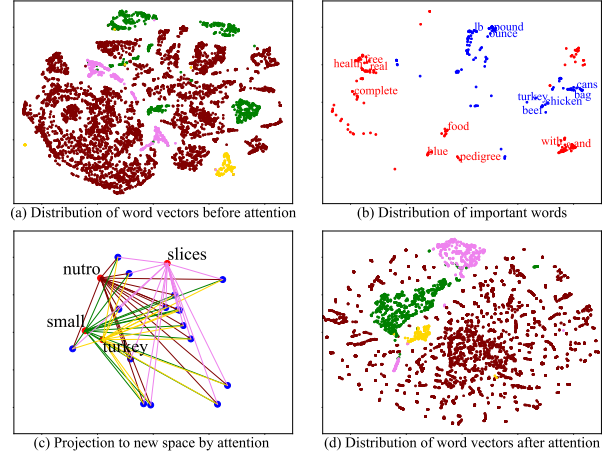 lb pound
ounce
health free
real
complete
cans
turkey
chicken bag
beef
food
with and
blue
pedigree
(a) Distribution of word vectors before attention
(b) Distribution of important words
slices
nutro
small
turkey
(c) Projection to new space by attention
(d) Distribution of word vectors after attention